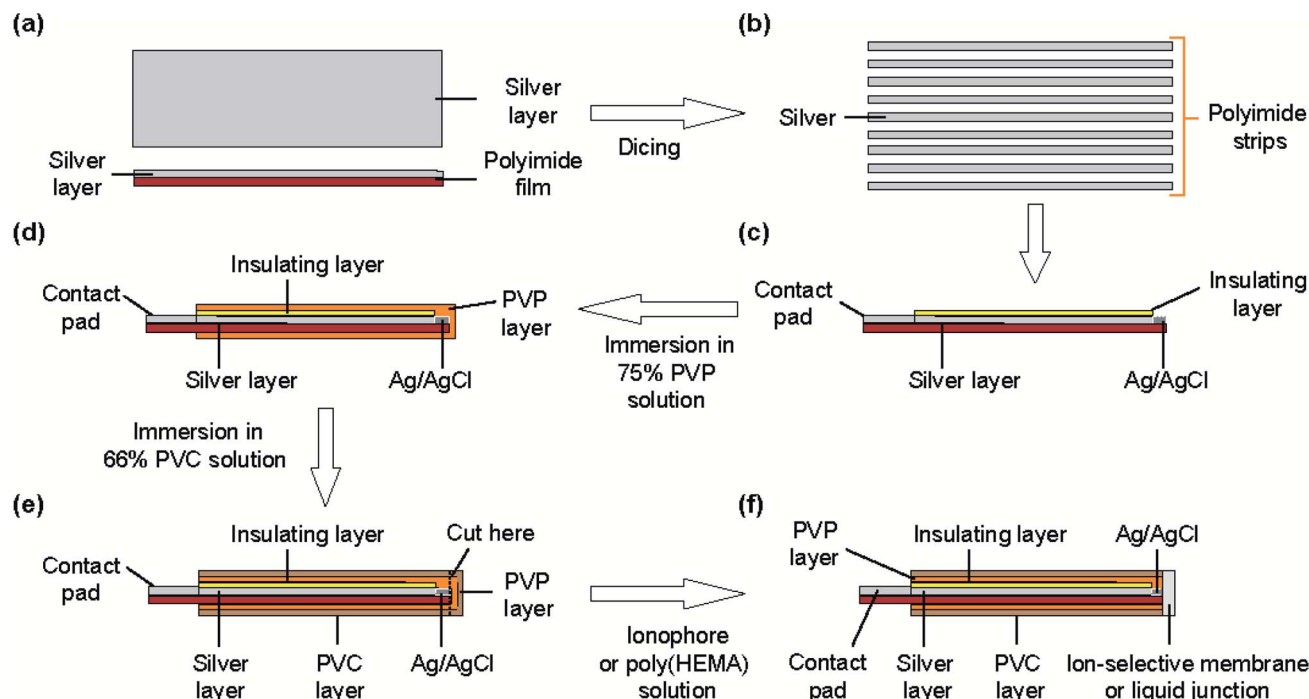 (a)
Silver
layer
Silver
layer
Polyimide
film
Dicing
(b)
Silver
Polyimide
strips
(c)
Contact
pad
Insulating
layer
Silver layer
Ag/AgCl
Immersion in
75% PVP
solution
(d)
Insulating layer
Contact
pad
PVP
layer
Silver layer
Ag/AgCl
Immersion in
66% PVC solution
(e)
Insulating layer
Cut here
Contact
pad
PVP
layer
Silver
layer
PVC
layer
Ag/AgCl
Ionophore
or poly(HEMA)
solution
(f)
PVP
layer
Insulating layer
Ag/AgCl
Contact
pad
Silver
layer
PVC
layer
Ion-selective membrane
or liquid junction